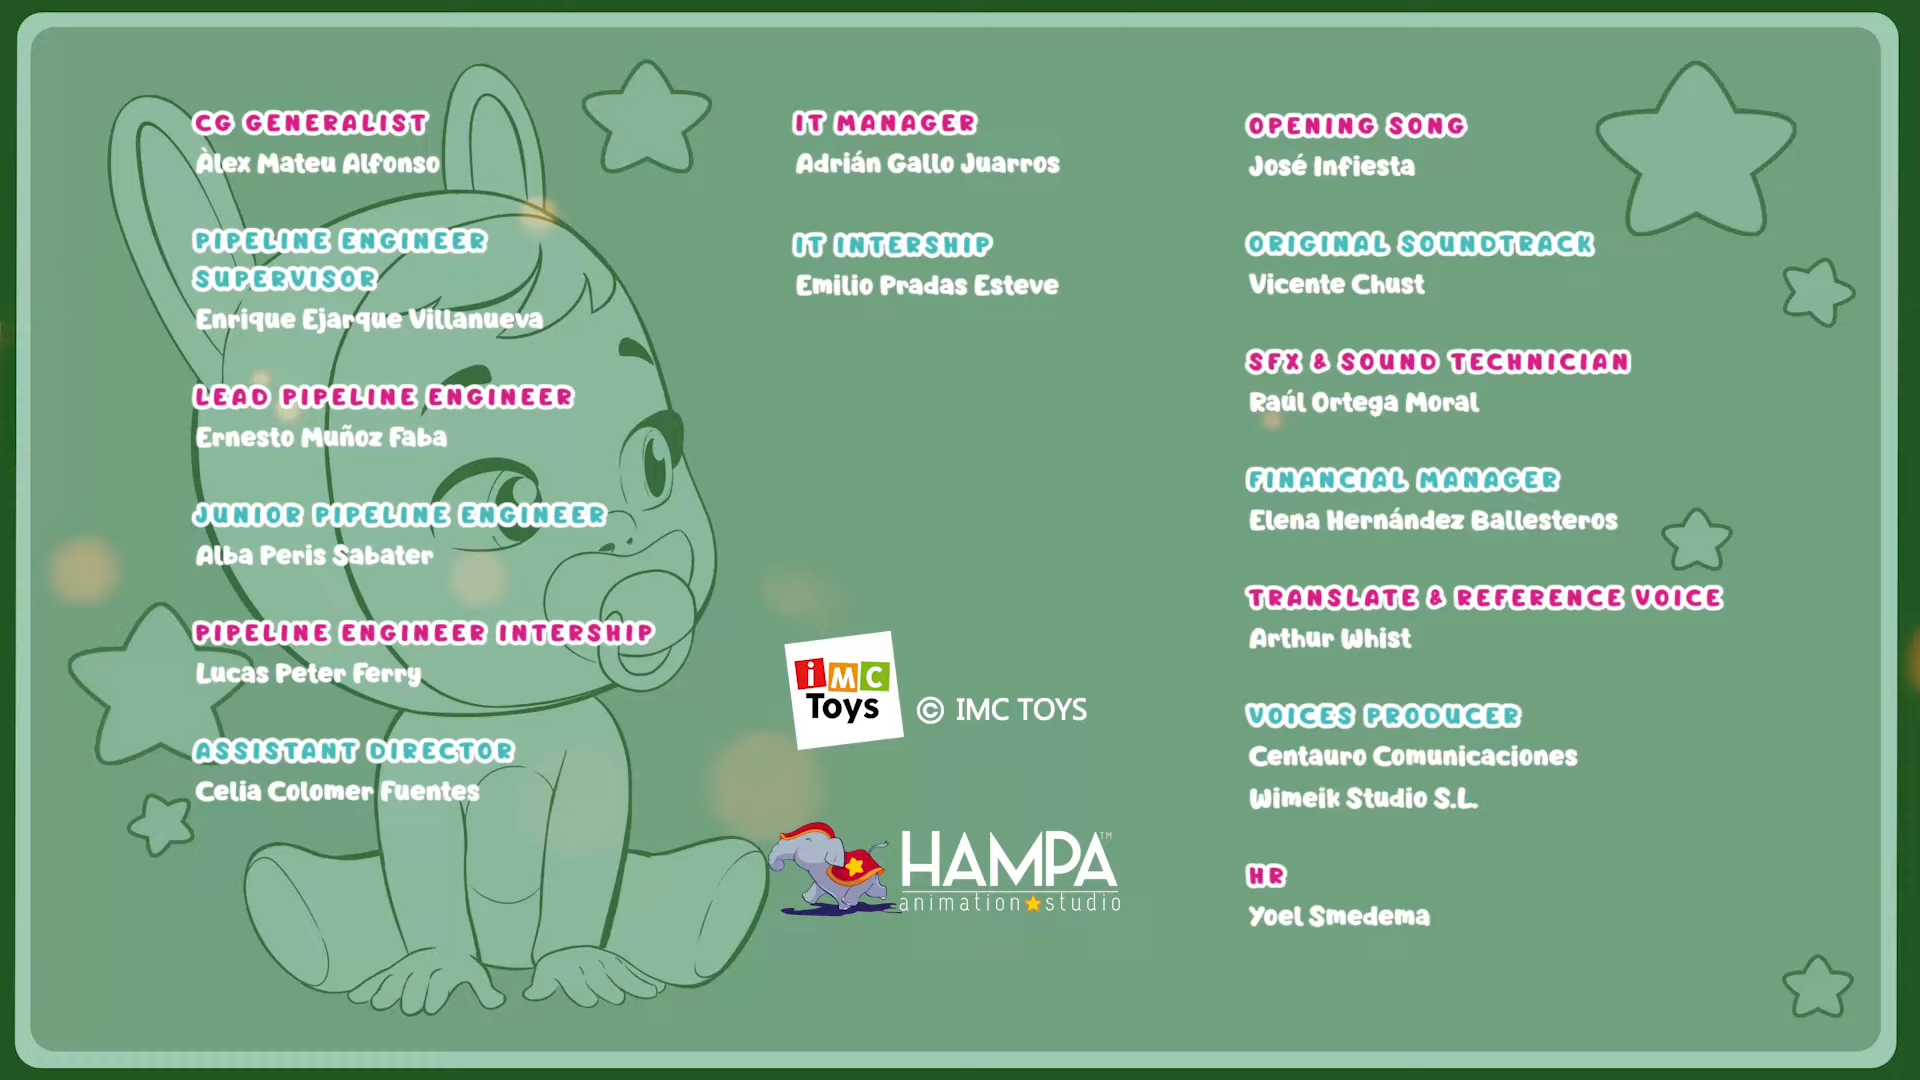 CG GENERALIST
Àlex Mateu Alfonso
PIPELINE ENGINEER
SUPERVISOR
Enrique Ejarque Villanueva
LEAD PIPELINE ENGINEER
Ernesto Muñoz Faba
JUNIOR PIPELINE ENGINEER
Alba Peris Sabater
PIPELINE ENGINEER INTERSHIP
Lucas Peter Ferry
ASSISTANT DIRECTOR
Celia Colomer Fuentes
IT MANAGER
Adrián Gallo Juarros
IT INTERSHIP
Emilio Pradas Esteve
iMC
Toys
© IMC TOYS
HAMPA™
animation studio
OPENING SONG
José Infiesta
ORIGINAL SOUNDTRACK
Vicente Chust
SFX & SOUND TECHNICIAN
Raúl Ortega Moral
FINANCIAL MANAGER
Elena Hernández Ballesteros
TRANSLATE & REFERENCE VOICE
Arthur Whist
VOICES PRODUCER
Centauro Comunicaciones
Wimeik Studio S.L.
HR
Yoel Smedema